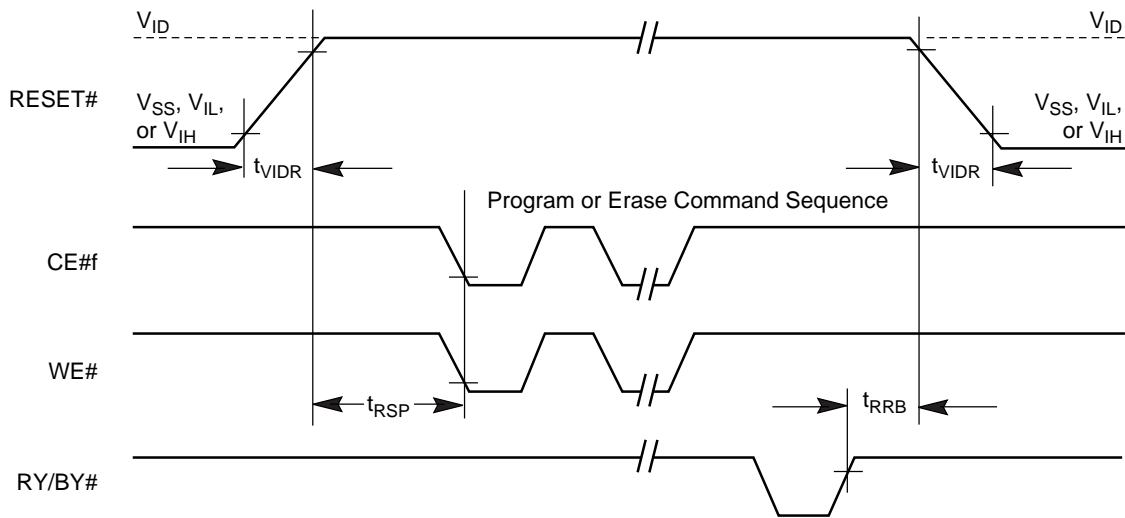 VID
VID
RESET#
VSS, VIL,
or VIH
VSS, VIL,
or VIH
tVIDR
tVIDR
Program or Erase Command Sequence
CE#f
WE#
tRSP
tRRB
RY/BY#